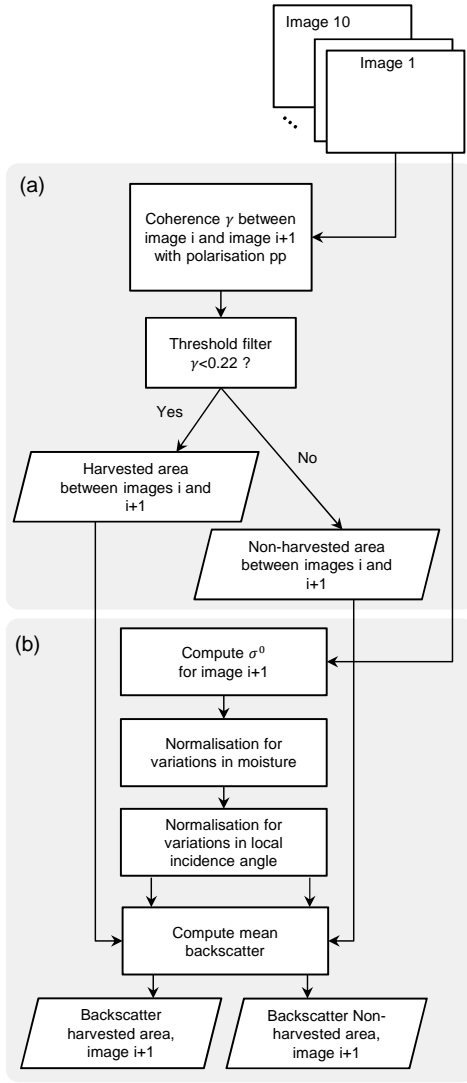 Image 10
Image 1
...
(a)
Coherence γ between
image i and image i+1
with polarisation pp
Threshold filter
γ<0.22 ?
Yes
No
Harvested area
between images i and
i+1
Non-harvested area
between images i and
i+1
(b)
Compute σ⁰
for image i+1
Normalisation for
variations in moisture
Normalisation for
variations in local
incidence angle
Compute mean
backscatter
Backscatter
harvested area,
image i+1
Backscatter Non-
harvested area,
image i+1